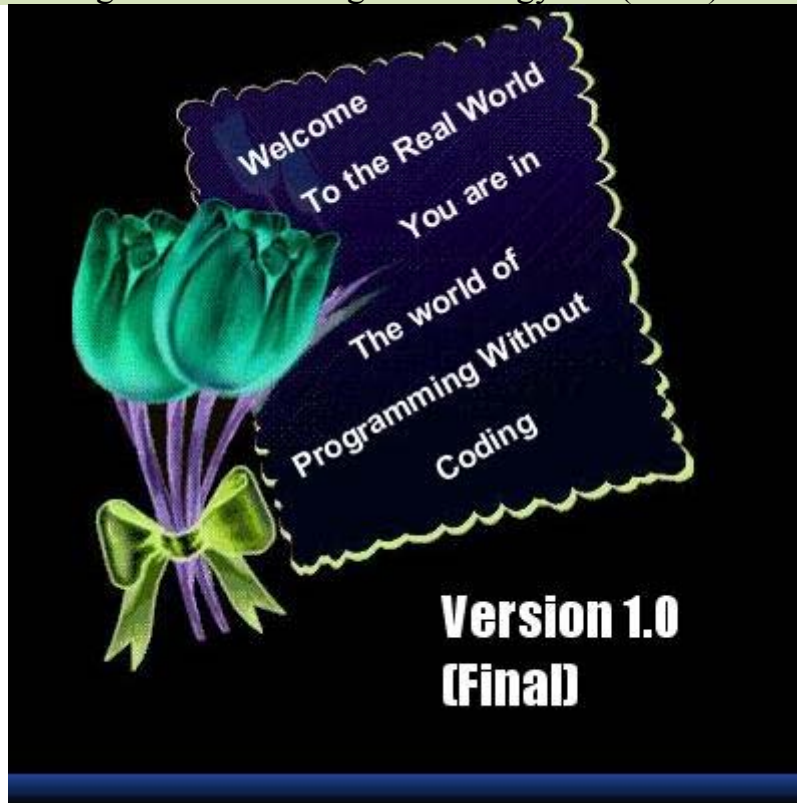 Welcome
To the Real World
You are in
The world of
Programming Without
Coding
Version 1.0
(Final)